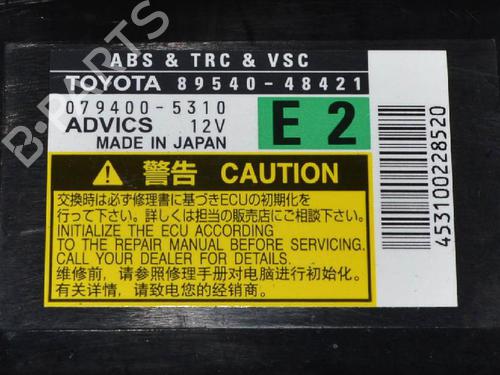 ABS & TRC & VSC
TOYOTA 89540-48421
079400-5310
ADVICS 12V
MADE IN JAPAN
E 2
警告 CAUTION
交換時は必ず修理書に基づきECUの初期化を
行って下さい。詳しくは担当の販売店にご相談下さい。
INITIALIZE THE ECU ACCORDING
TO THE REPAIR MANUAL BEFORE SERVICING.
CALL YOUR DEALER FOR DETAILS.
维修前，请参照修理手册对电脑进行初始化。
有关详情，请致电您的经销商。
453100228520
B-PARTS